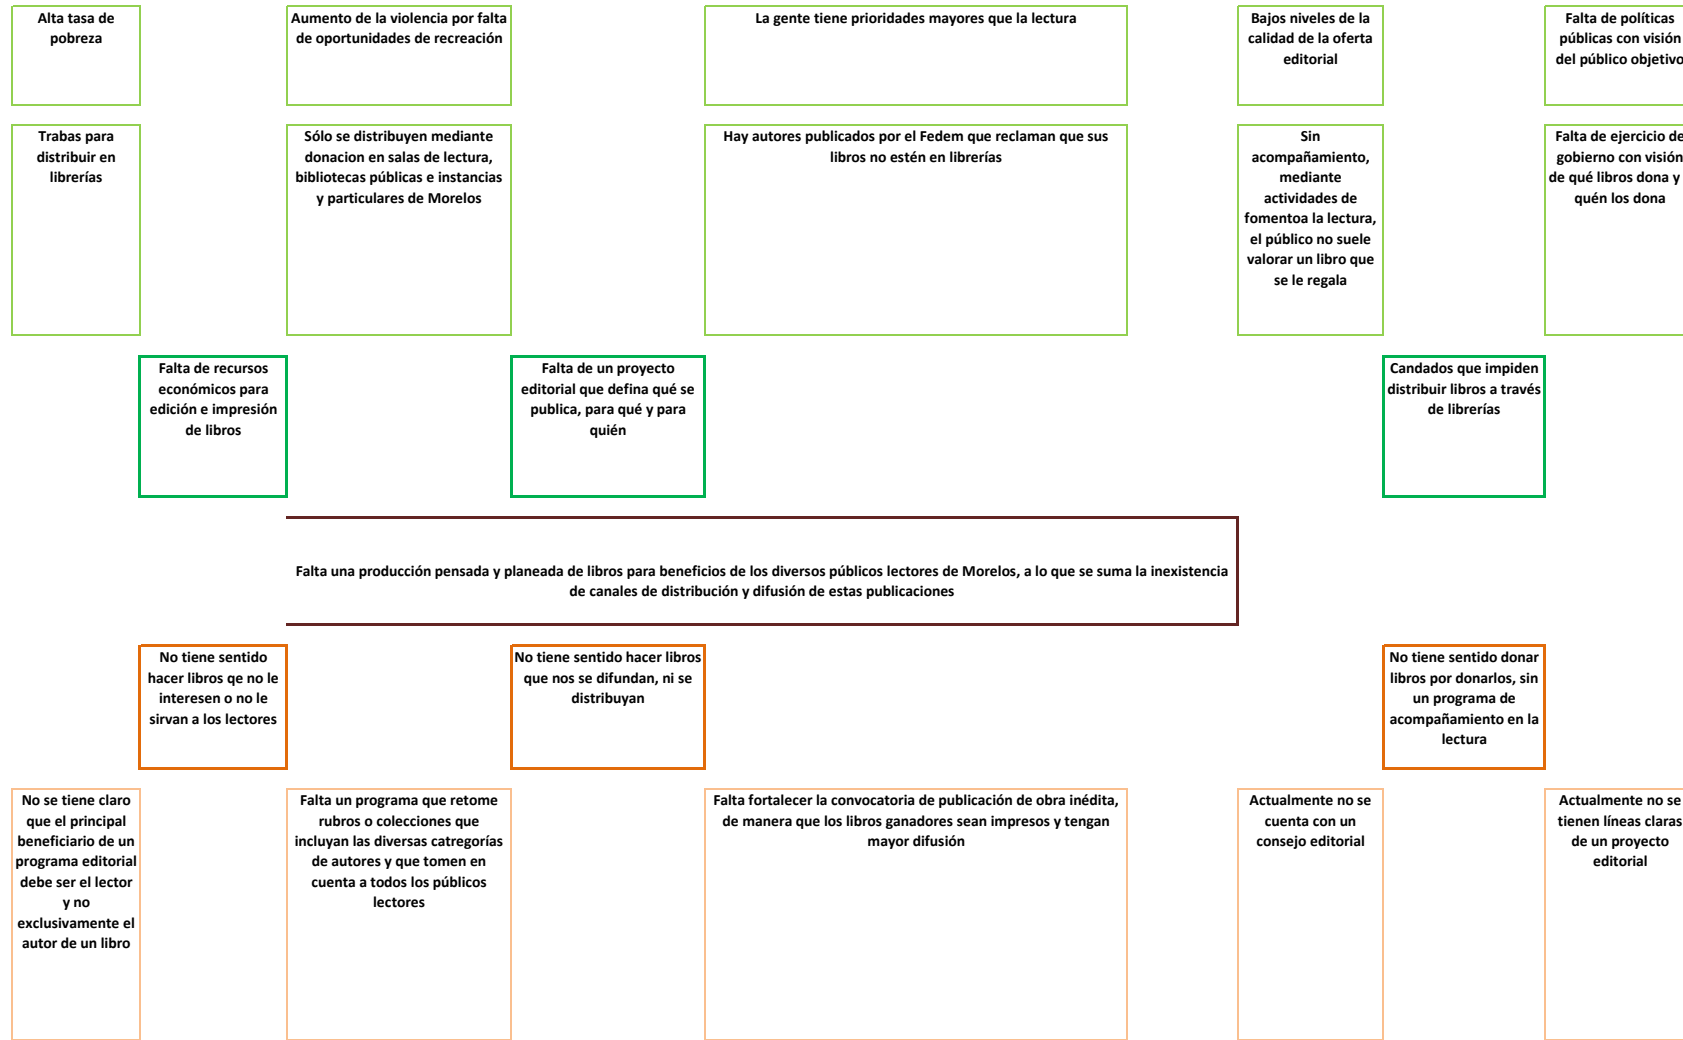 Alta tasa de
pobreza
Aumento de la violencia por falta
de oportunidades de recreación
La gente tiene prioridades mayores que la lectura
Bajos niveles de la
calidad de la oferta
editorial
Falta de políticas
públicas con visión
del público objetivo
Trabas para
distribuir en
librerías
Sólo se distribuyen mediante
donacion en salas de lectura,
bibliotecas públicas e instancias
y particulares de Morelos
Hay autores publicados por el Fedem que reclaman que sus
libros no estén en librerías
Sin
acompañamiento,
mediante
actividades de
fomentoa la lectura,
el público no suele
valorar un libro que
se le regala
Falta de ejercicio de
gobierno con visión
de qué libros dona y
quén los dona
Falta de recursos
económicos para
edición e impresión
de libros
Falta de un proyecto
editorial que defina qué se
publica, para qué y para
quién
Candados que impiden
distribuir libros a través
de librerías
Falta una producción pensada y planeada de libros para beneficios de los diversos públicos lectores de Morelos, a lo que se suma la inexistencia
de canales de distribución y difusión de estas publicaciones
No tiene sentido
hacer libros qe no le
interesen o no le
sirvan a los lectores
No tiene sentido hacer libros
que nos se difundan, ni se
distribuyan
No tiene sentido donar
libros por donarlos, sin
un programa de
acompañamiento en la
lectura
No se tiene claro
que el principal
beneficiario de un
programa editorial
debe ser el lector
y no
exclusivamente el
autor de un libro
Falta un programa que retome
rubros o colecciones que
incluyan las diversas catregorías
de autores y que tomen en
cuenta a todos los públicos
lectores
Falta fortalecer la convocatoria de publicación de obra inédita,
de manera que los libros ganadores sean impresos y tengan
mayor difusión
Actualmente no se
cuenta con un
consejo editorial
Actualmente no se
tienen líneas claras
de un proyecto
editorial